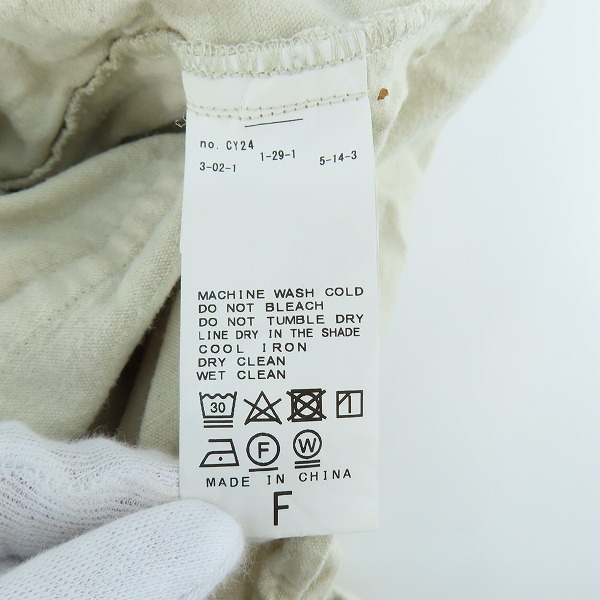 no. CY24
3-02-1 1-29-1 5-14-3
MACHINE WASH COLD
DO NOT BLEACH
DO NOT TUMBLE DRY
LINE DRY IN THE SHADE
COOL IRON
DRY CLEAN
WET CLEAN
30
F W
MADE IN CHINA
F